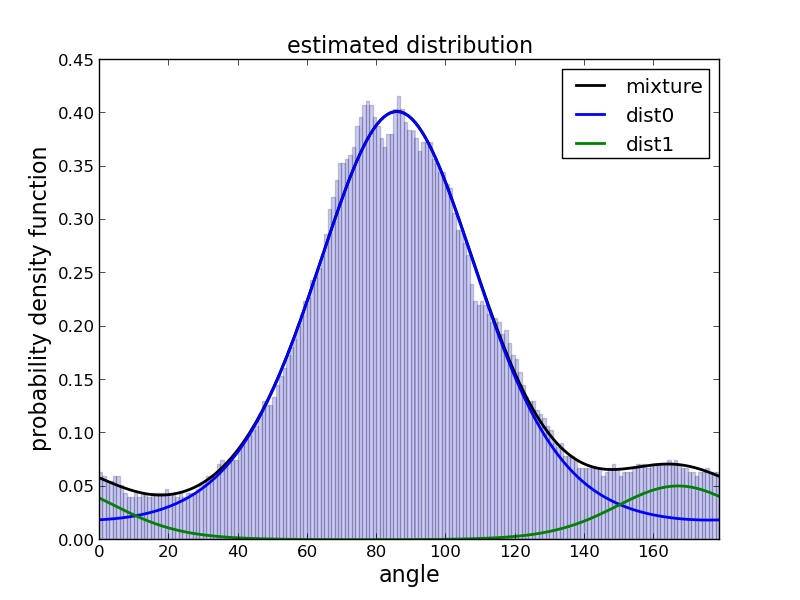 estimated distribution
mixture
dist0
dist1
probability density function
0.45
0.40
0.35
0.30
0.25
0.20
0.15
0.10
0.05
0.00
0 20 40 60 80 100 120 140 160
angle